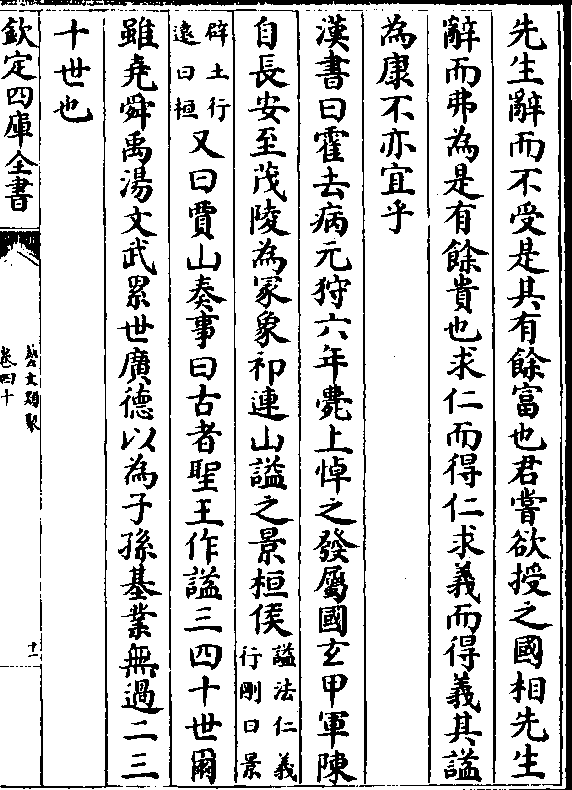 先生辭而不受是其有餘富也君嘗欲授之國相先生
辭而弗為是有餘貴也求仁而得仁求義而得義其諡
為康不亦宜乎
漢書曰霍去病元狩六年薨上悼之發屬國玄甲軍陳
自長安至茂陵為冡象祁連山諡之景桓侯諡法仁義行剛曰景
辟土行逺曰桓又曰賈山奏事曰古者聖王作諡三四十世爾
雖堯舜禹湯文武累世廣德以為子孫基業無過二三
十世也
欽定四庫全書
藝文類聚
卷四十
十一